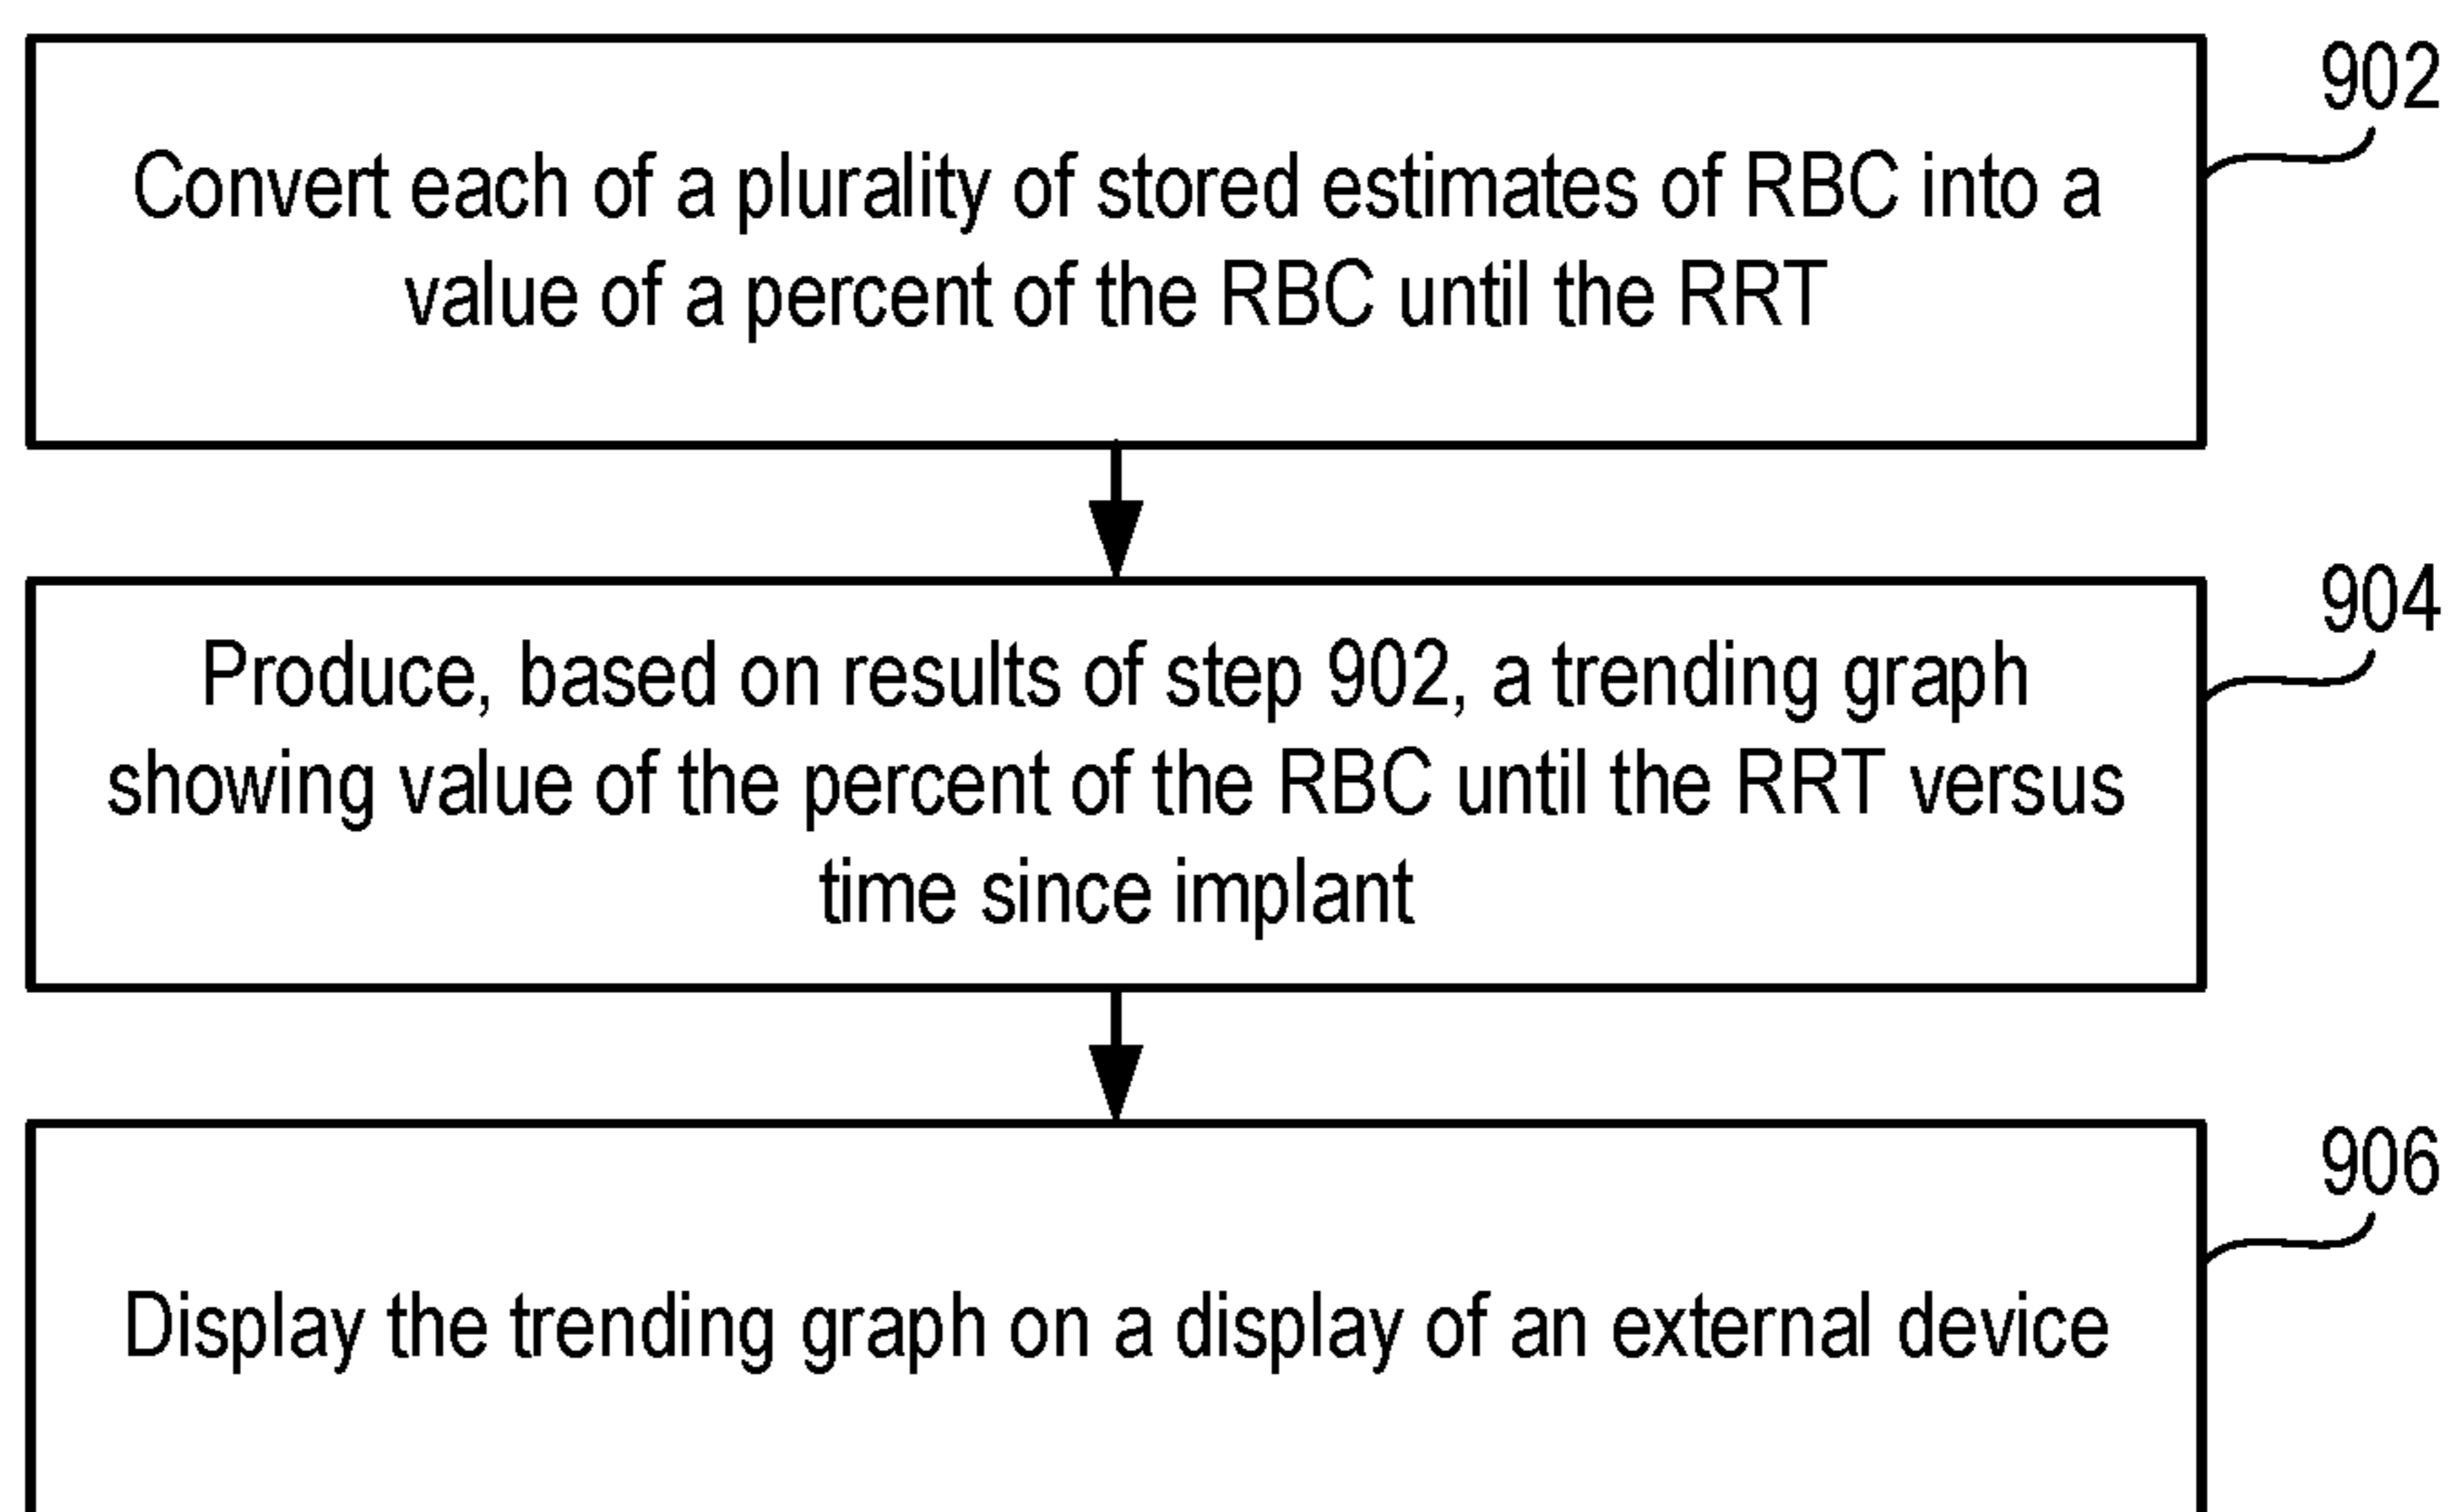 902
Convert each of a plurality of stored estimates of RBC into a
value of a percent of the RBC until the RRT
904
Produce, based on results of step 902, a trending graph
showing value of the percent of the RBC until the RRT versus
time since implant
906
Display the trending graph on a display of an external device